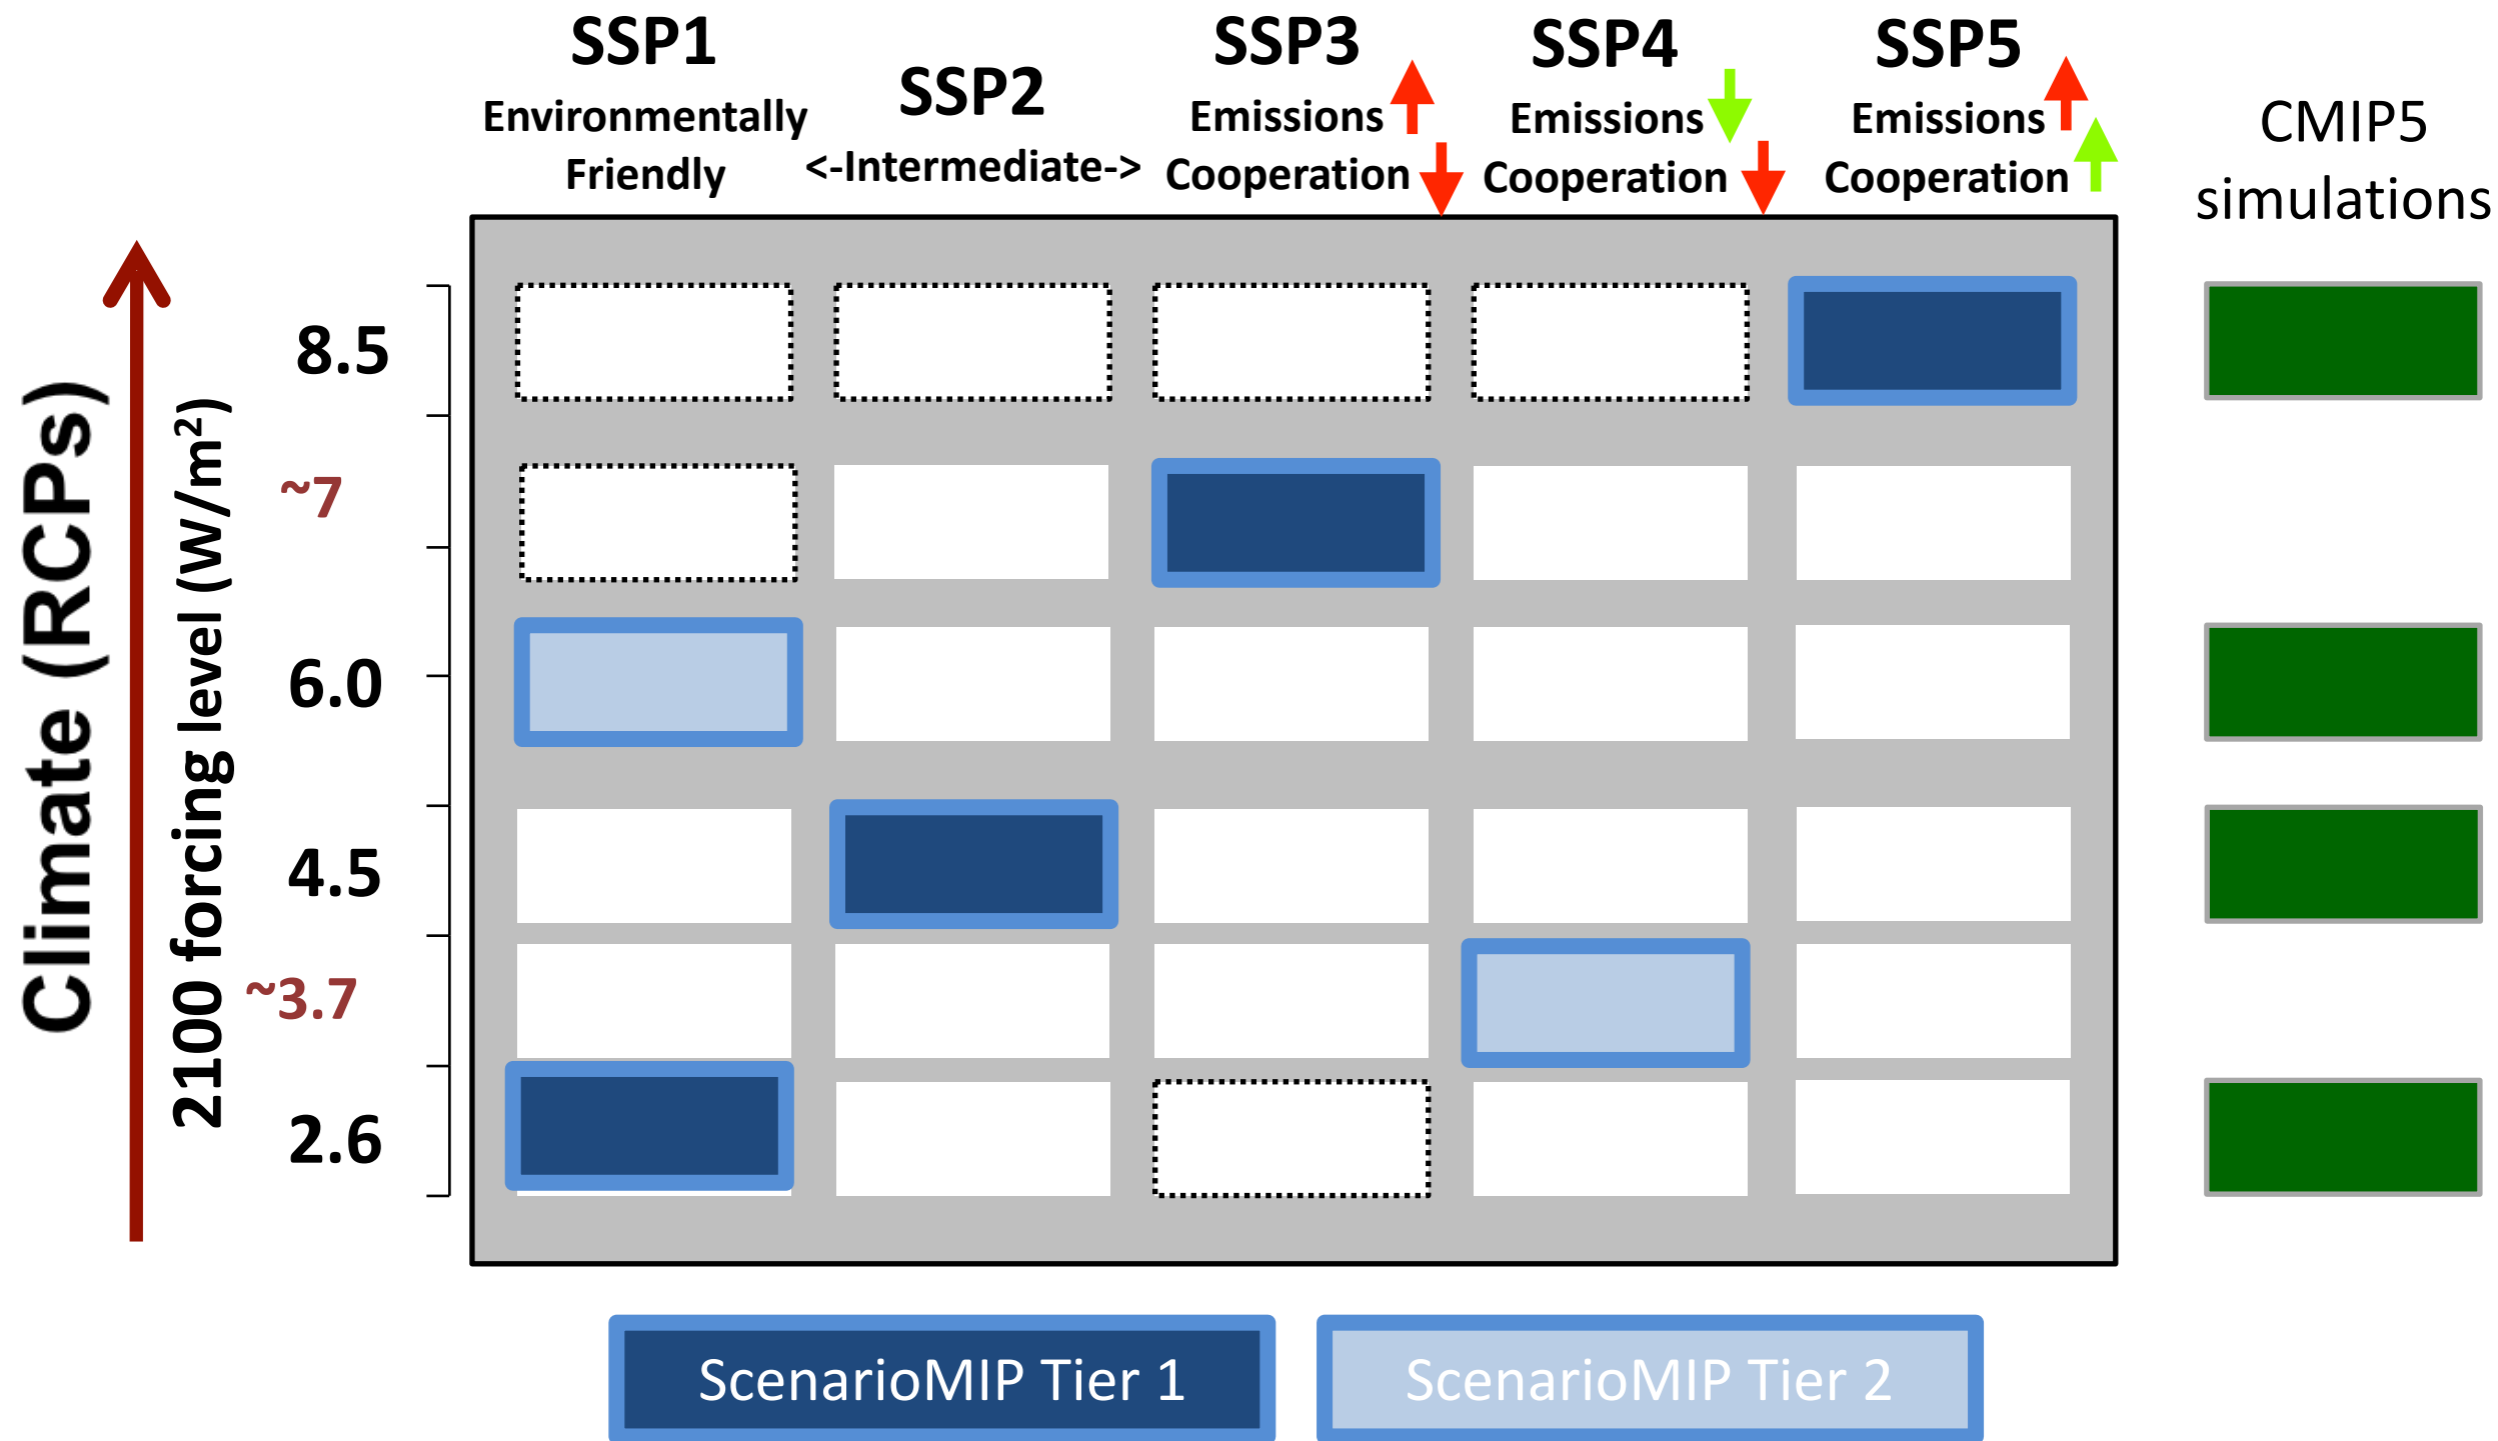 SSP1
Environmentally
Friendly
SSP2
<-Intermediate->
SSP3
Emissions
Cooperation
SSP4
Emissions
Cooperation
SSP5
Emissions
Cooperation
CMIP5
simulations
Climate (RCPs)
2100 forcing level (W/m²)
8.5
~7
6.0
4.5
~3.7
2.6
ScenarioMIP Tier 1
ScenarioMIP Tier 2